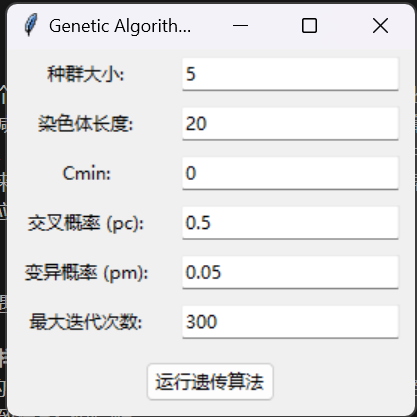 Genetic Algorith...
种群大小: 5
染色体长度: 20
Cmin: 0
交叉概率 (pc): 0.5
变异概率 (pm): 0.05
最大迭代次数: 300
运行遗传算法